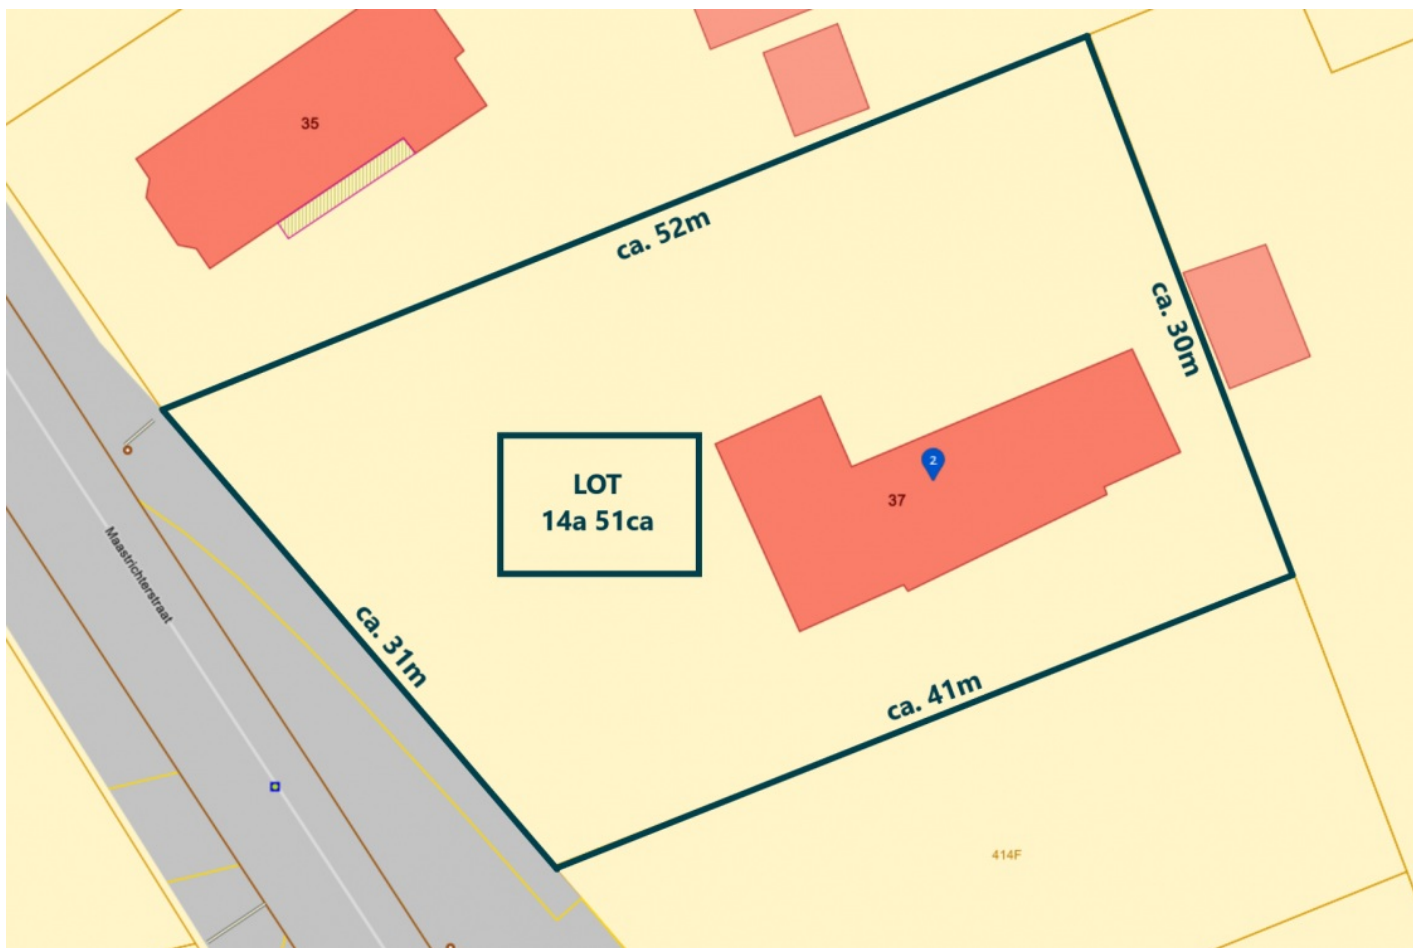 35
ca. 52m
ca. 30m
2
LOT
14a 51ca
37
Maastrichterstraat
ca. 31m
ca. 41m
414F